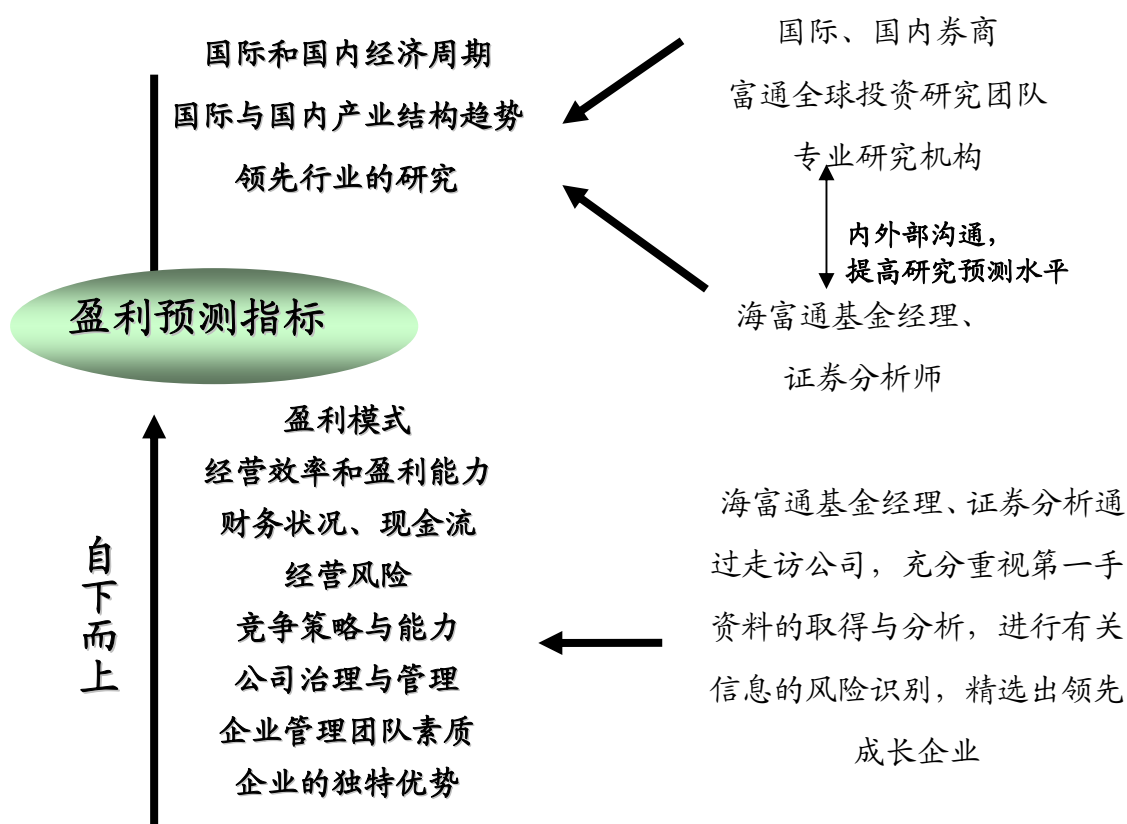 国际和国内经济周期
国际与国内产业结构趋势
领先行业的研究
国际、国内券商
富通全球投资研究团队
专业研究机构
内外部沟通，
提高研究预测水平
海富通基金经理、
证券分析师
盈利预测指标
自下而上
盈利模式
经营效率和盈利能力
财务状况、现金流
经营风险
竞争策略与能力
公司治理与管理
企业管理团队素质
企业的独特优势
海富通基金经理、证券分析通
过走访公司，充分重视第一手
资料的取得与分析，进行有关
信息的风险识别，精选出领先
成长企业